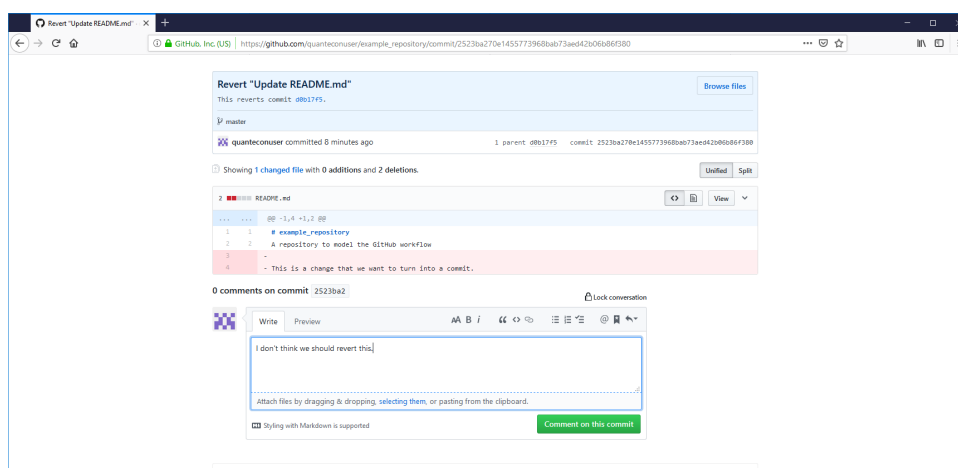 Revert "Update README.md"
GitHub, Inc. (US) https://github.com/quanteconuser/example_repository/commit/2523ba270e1455773968bab73aed42b06b86f380
Revert "Update README.md"
Browse files
This reverts commit d0b17f5.
master
quanteconuser committed 8 minutes ago 1 parent d0b17f5 commit 2523ba270e1455773968bab73aed42b06b86f380
Showing 1 changed file with 0 additions and 2 deletions. Unified Split
2 README.md View
... ... @@ -1,4 +1,2 @@
1 1 # example_repository
2 2 A repository to model the GitHub workflow
3 -
4 - This is a change that we want to turn into a commit.
0 comments on commit 2523ba2
Lock conversation
Write Preview AA B i
I don't think we should revert this.
Attach files by dragging & dropping, selecting them, or pasting from the clipboard.
Styling with Markdown is supported Comment on this commit